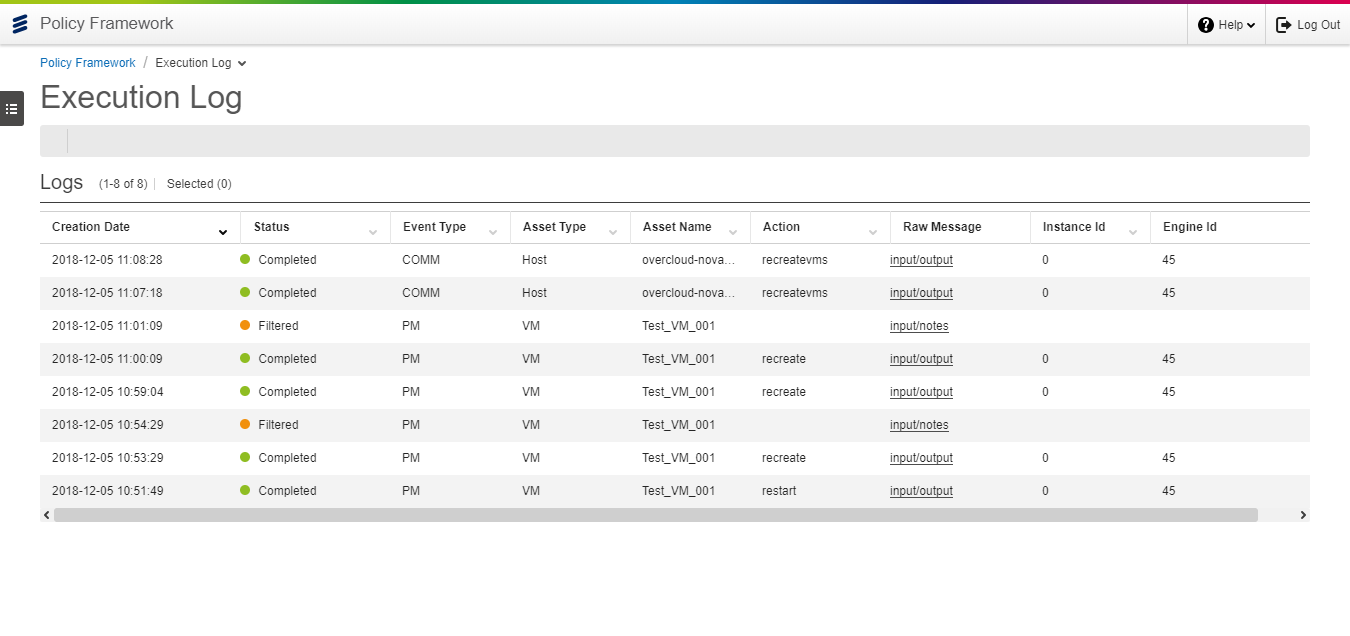 Policy Framework Help Log Out
Policy Framework / Execution Log
Execution Log
Logs (1-8 of 8) Selected (0)
Creation Date Status Event Type Asset Type Asset Name Action Raw Message Instance Id Engine Id
2018-12-05 11:08:28 Completed COMM Host overcloud-nova... recreatevms input/output 0 45
2018-12-05 11:07:18 Completed COMM Host overcloud-nova... recreatevms input/output 0 45
2018-12-05 11:01:09 Filtered PM VM Test_VM_001 input/notes
2018-12-05 11:00:09 Completed PM VM Test_VM_001 recreate input/output 0 45
2018-12-05 10:59:04 Completed PM VM Test_VM_001 recreate input/output 0 45
2018-12-05 10:54:29 Filtered PM VM Test_VM_001 input/notes
2018-12-05 10:53:29 Completed PM VM Test_VM_001 recreate input/output 0 45
2018-12-05 10:51:49 Completed PM VM Test_VM_001 restart input/output 0 45